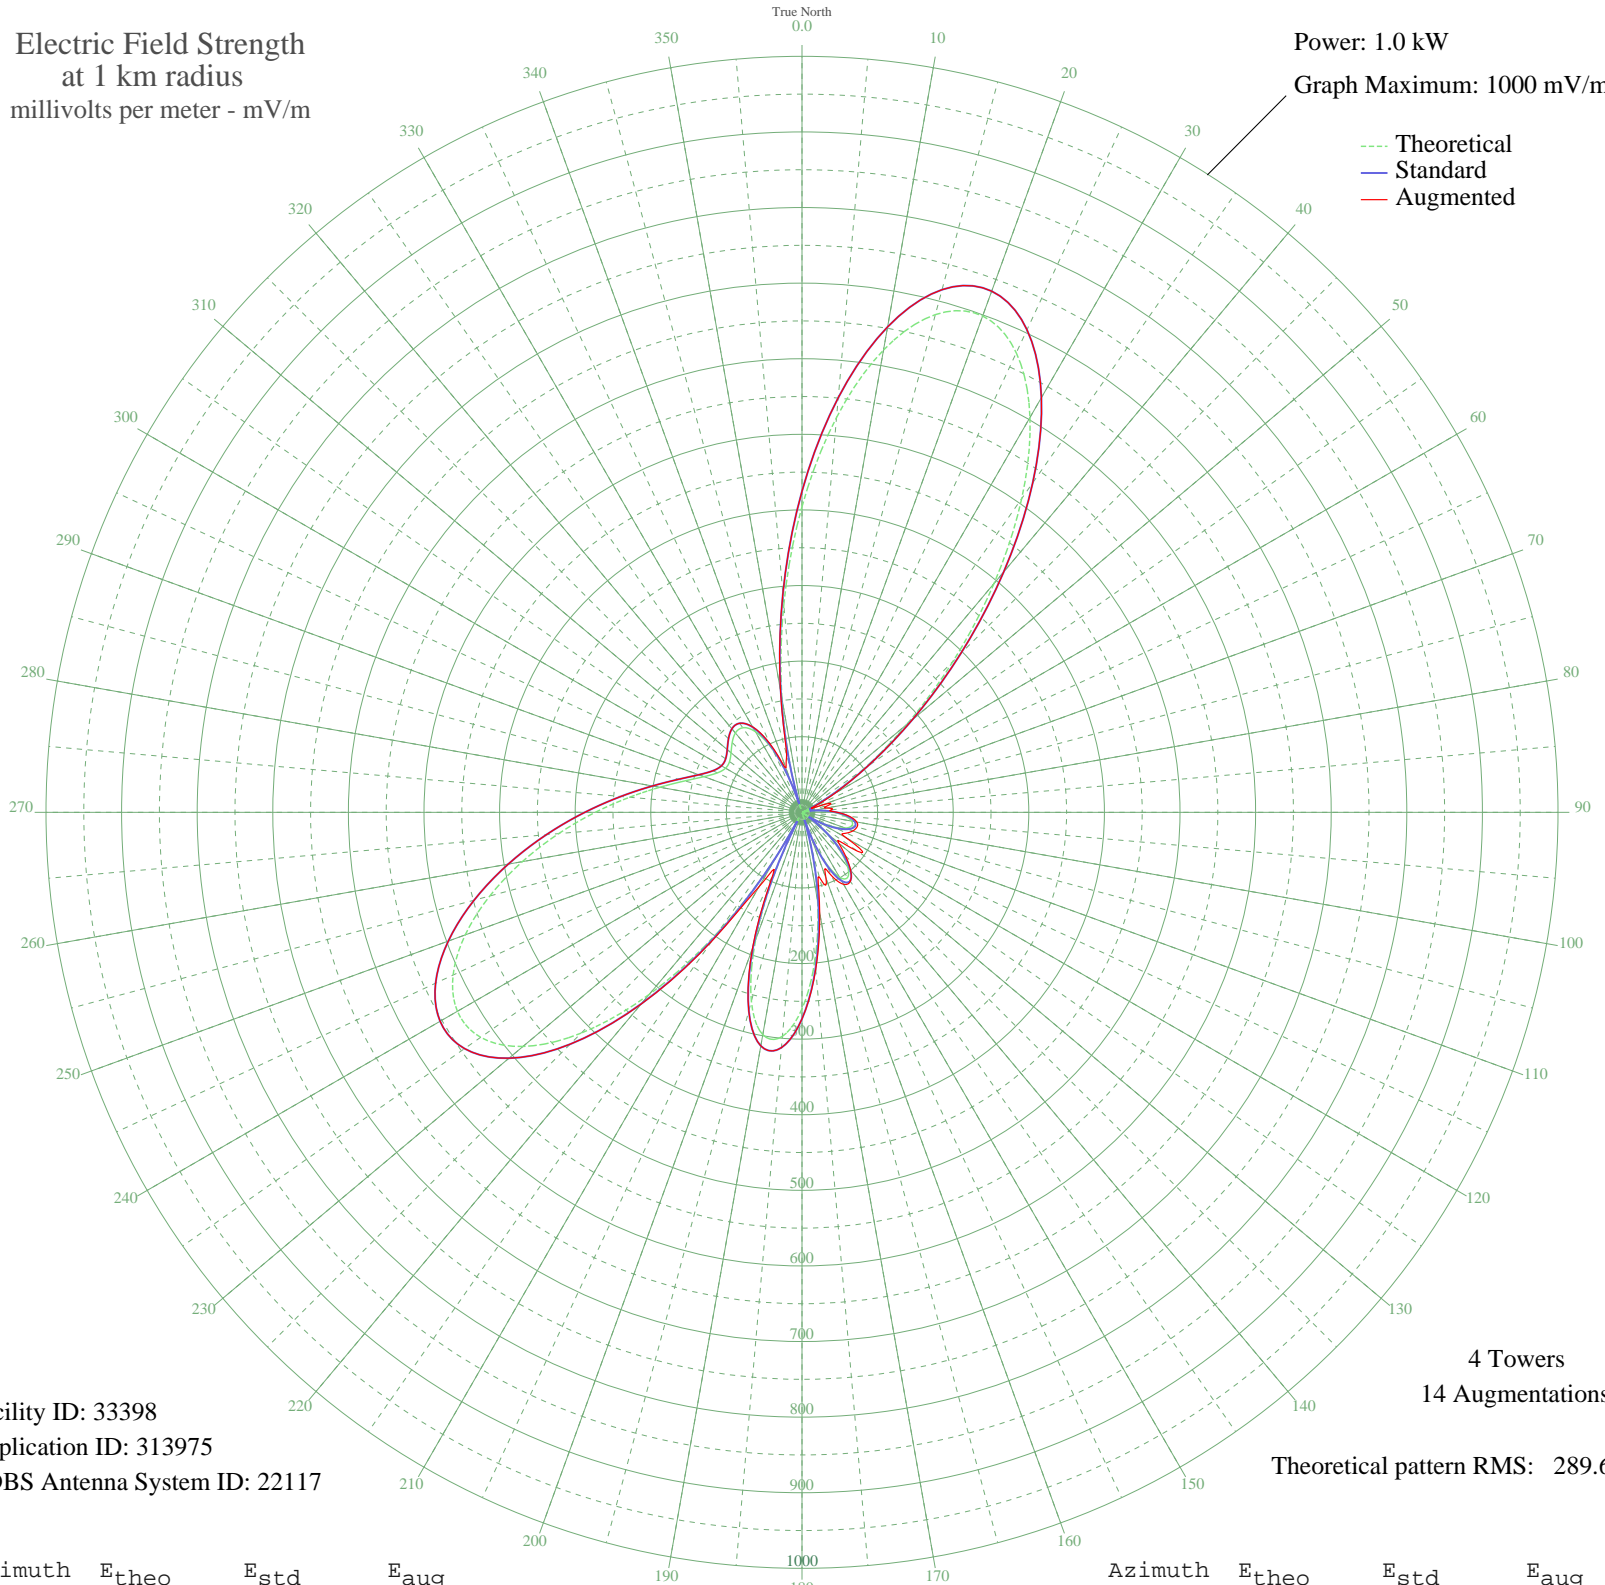 True North
0.0
Electric Field Strength
at 1 km radius
millivolts per meter - mV/m
Power: 1.0 kW
Graph Maximum: 1000 mV/m
Theoretical
Standard
Augmented
10
20
30
40
50
60
70
80
90
100
110
120
130
140
150
160
170
190
200
210
220
230
240
250
260
270
280
290
300
310
320
330
340
350
200
400
500
600
700
800
900
1000
4 Towers
14 Augmentations
Theoretical pattern RMS: 289.6
cility ID: 33398
plication ID: 313975
DBS Antenna System ID: 22117
imuth Etheo Estd Eaug
Azimuth Etheo Estd Eaug